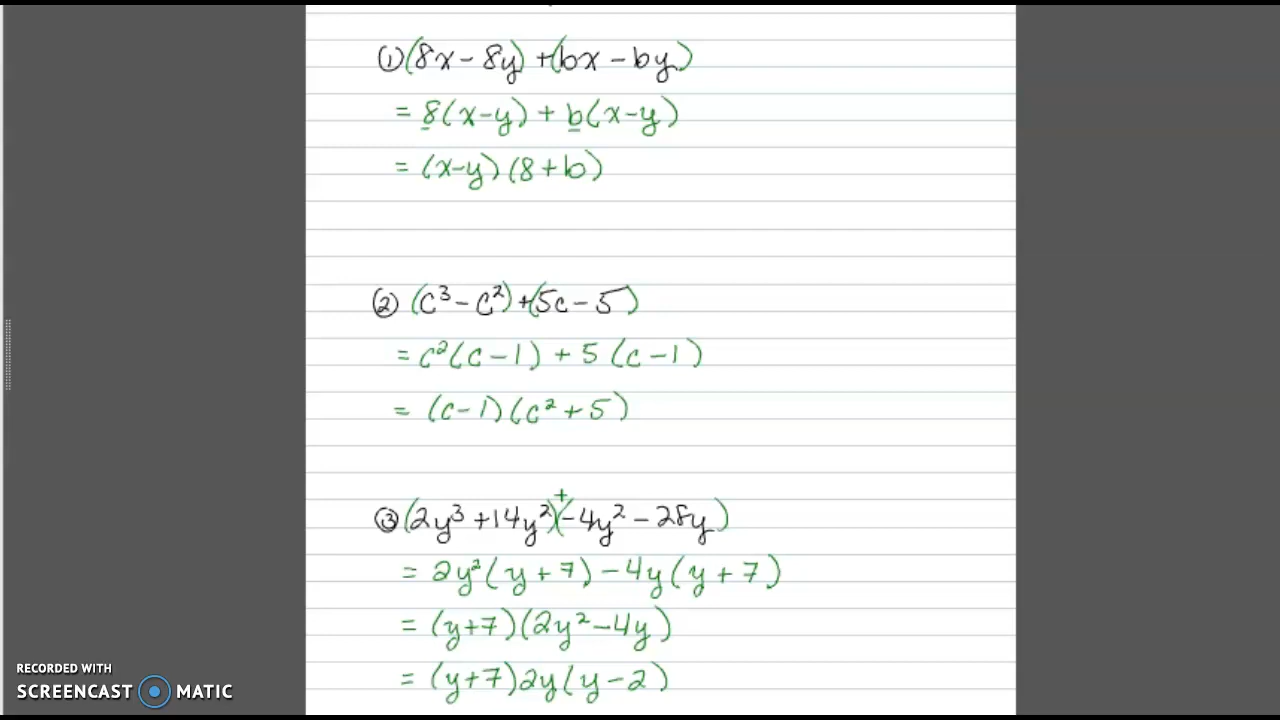 ① (8x - 8y) + (bx - by)
= 8(x-y) + b(x-y)
= (x-y)(8+b)
② (c³ - c²) + (5c - 5)
= c²(c - 1) + 5(c - 1)
= (c-1)(c² + 5)
③ (2y³ + 14y²) + (-4y² - 28y)
= 2y²(y + 7) - 4y(y + 7)
= (y+7)(2y² - 4y)
= (y+7)2y(y - 2)
RECORDED WITH
SCREENCAST MATIC